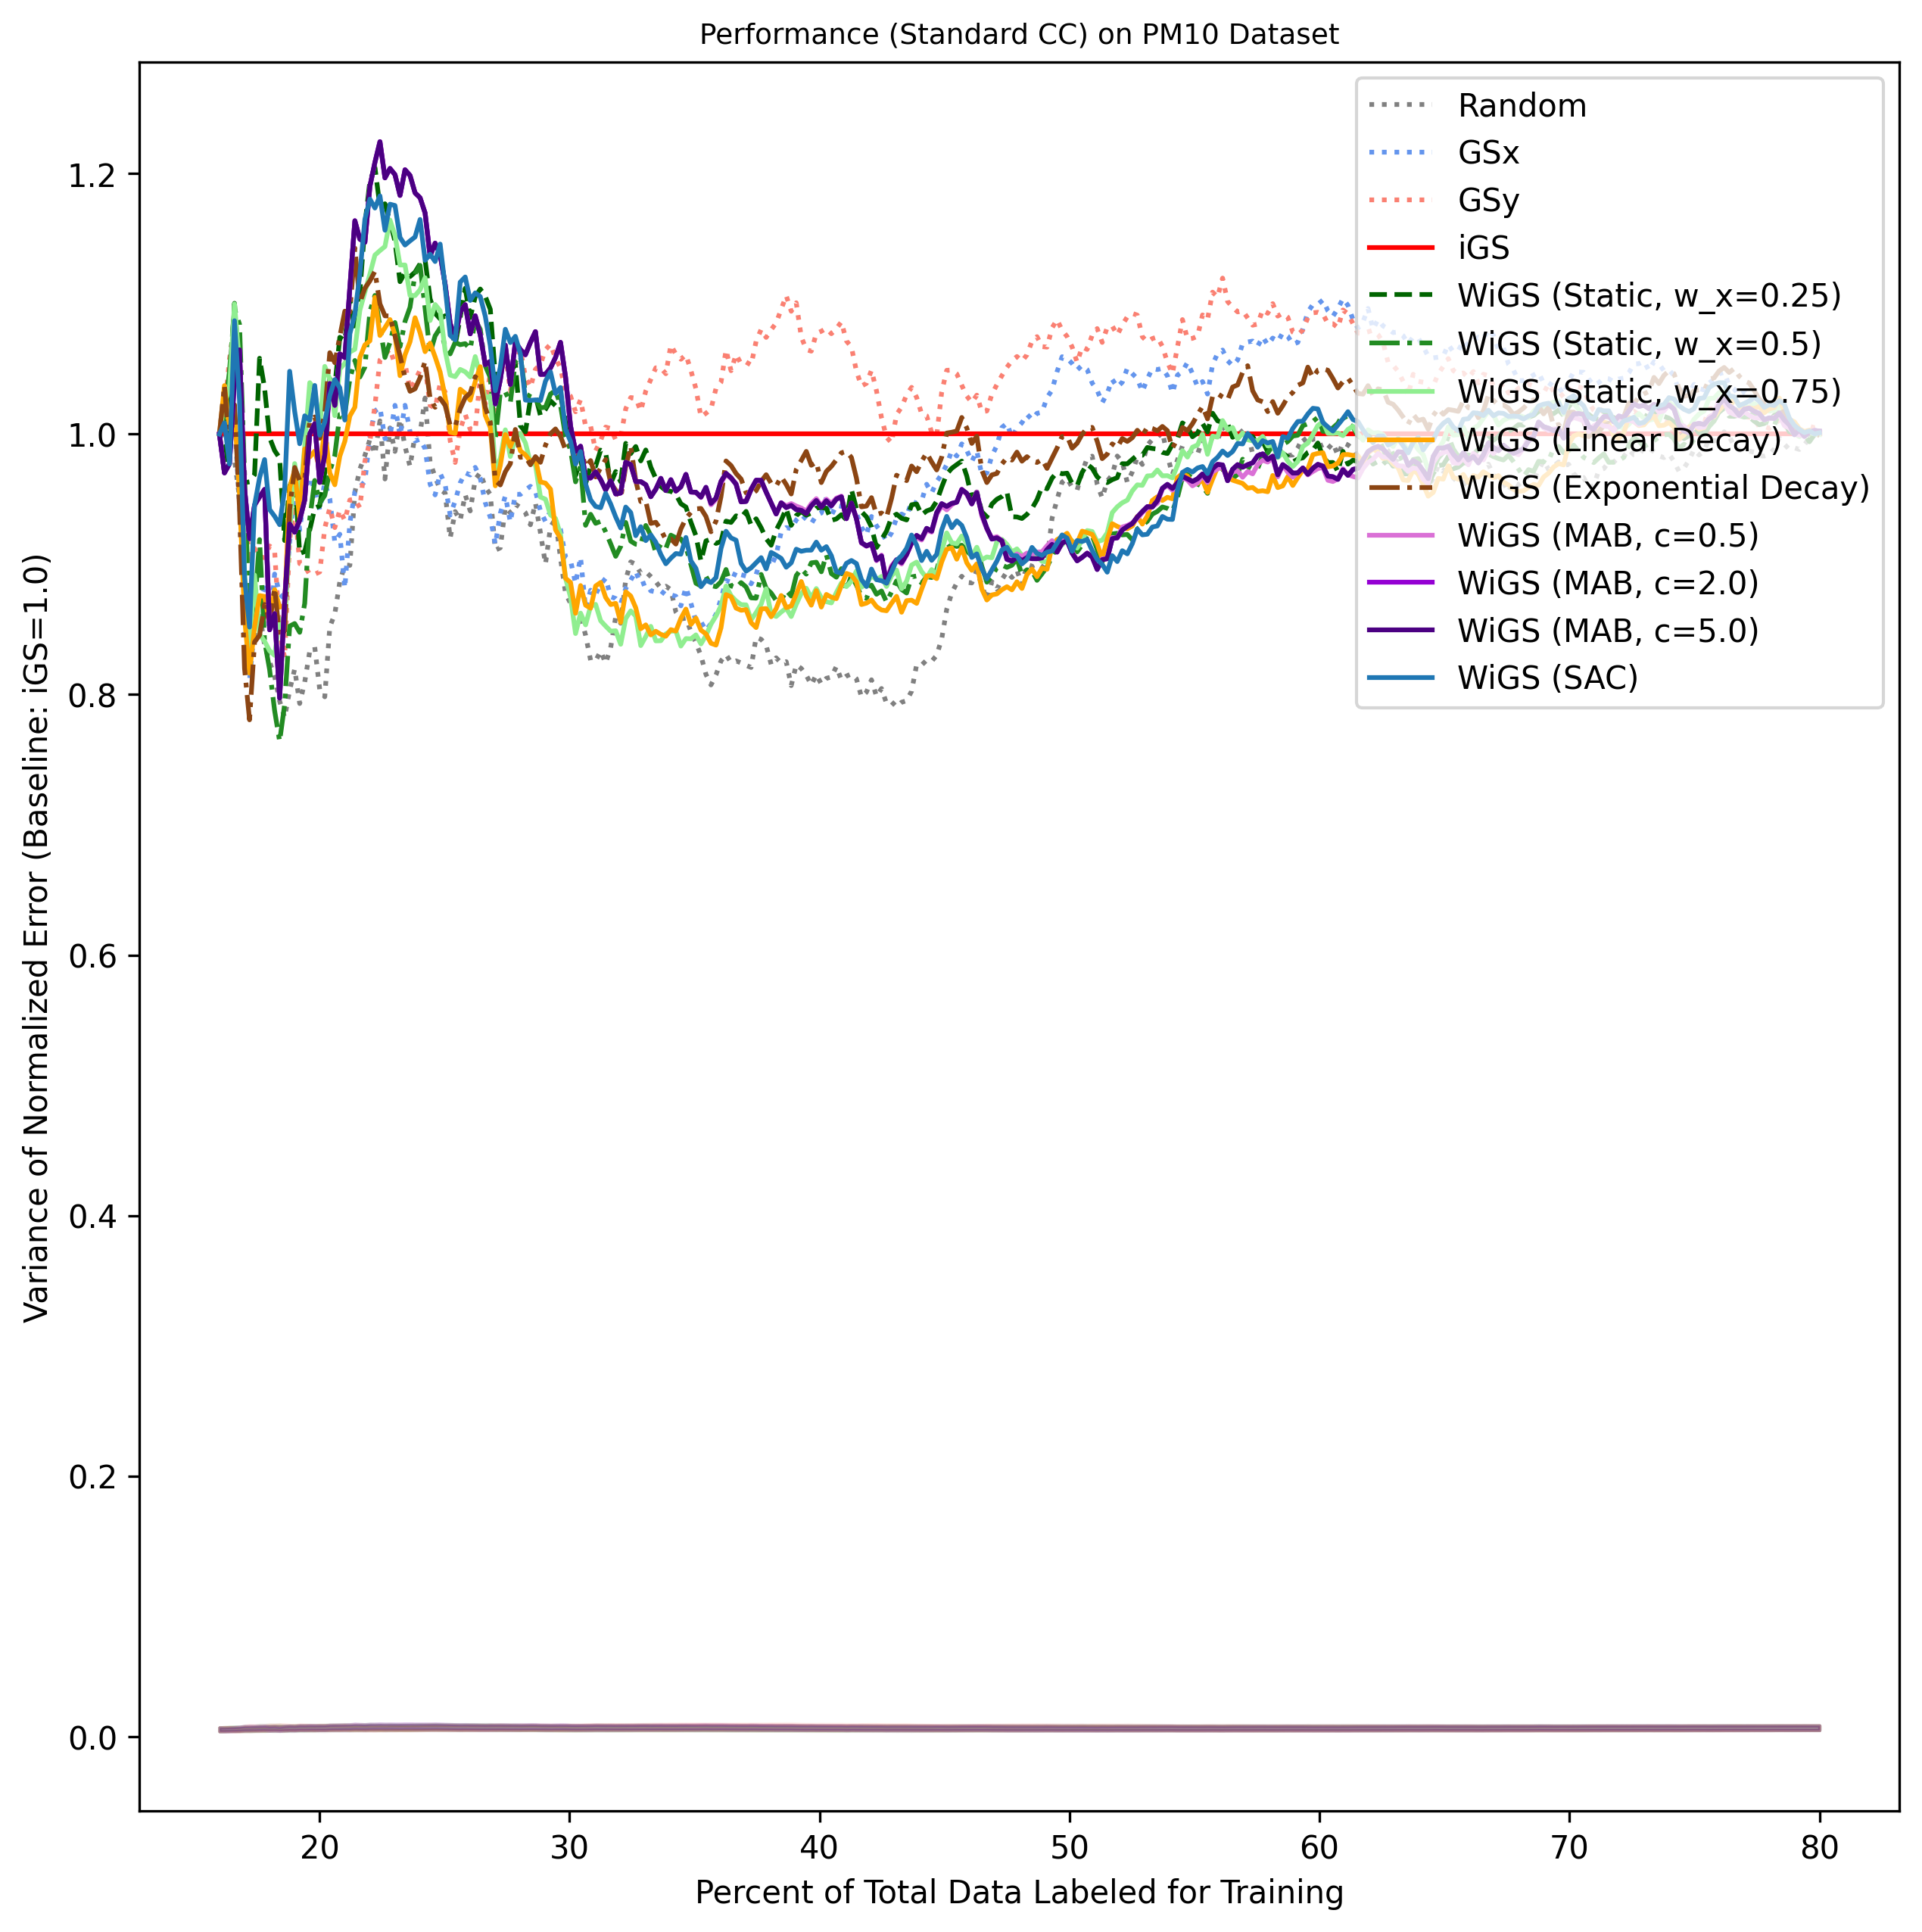 Performance (Standard CC) on PM10 Dataset
Variance of Normalized Error (Baseline: iGS=1.0)
1.2
1.0
0.8
0.6
0.4
0.2
0.0
Random
GSx
GSy
iGS
WiGS (Static, w_x=0.25)
WiGS (Static, w_x=0.5)
WiGS (Static, w_x=0.75)
WiGS (Linear Decay)
WiGS (Exponential Decay)
WiGS (MAB, c=0.5)
WiGS (MAB, c=2.0)
WiGS (MAB, c=5.0)
WiGS (SAC)
20 30 40 50 60 70 80
Percent of Total Data Labeled for Training